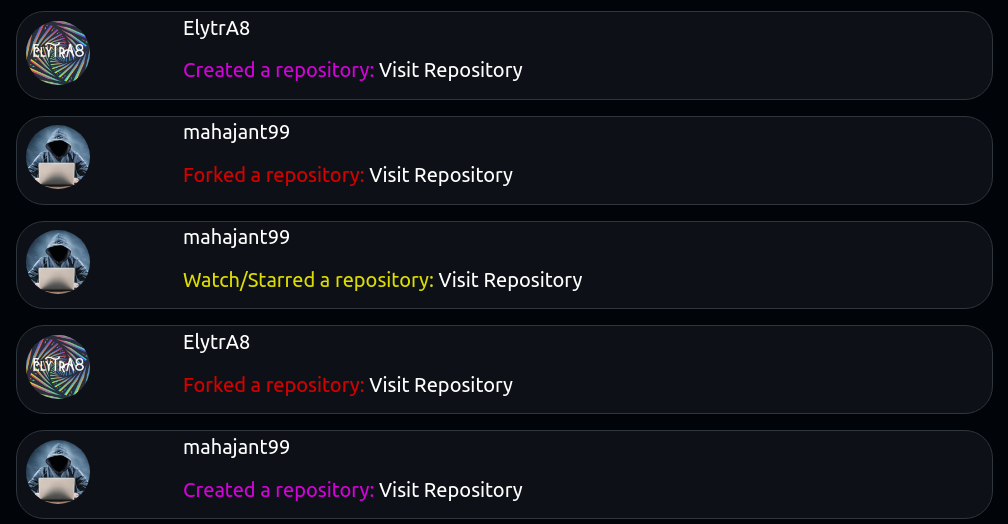 ELYTRA8
ElytrA8
Created a repository: Visit Repository
mahajant99
Forked a repository: Visit Repository
mahajant99
Watch/Starred a repository: Visit Repository
ELYTRA8
ElytrA8
Forked a repository: Visit Repository
mahajant99
Created a repository: Visit Repository